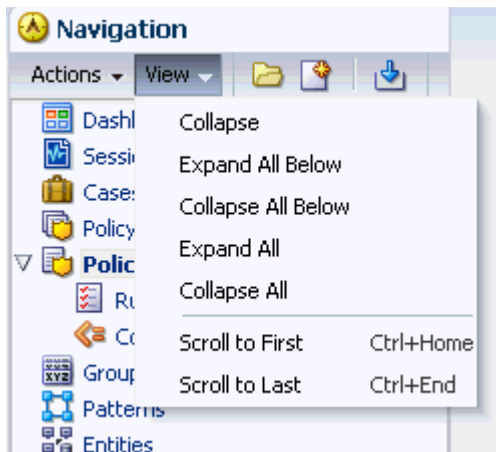 Navigation
Actions View
Collapse
Expand All Below
Collapse All Below
Expand All
Collapse All
Scroll to First Ctrl+Home
Scroll to Last Ctrl+End
Policy
Patterns
Entities